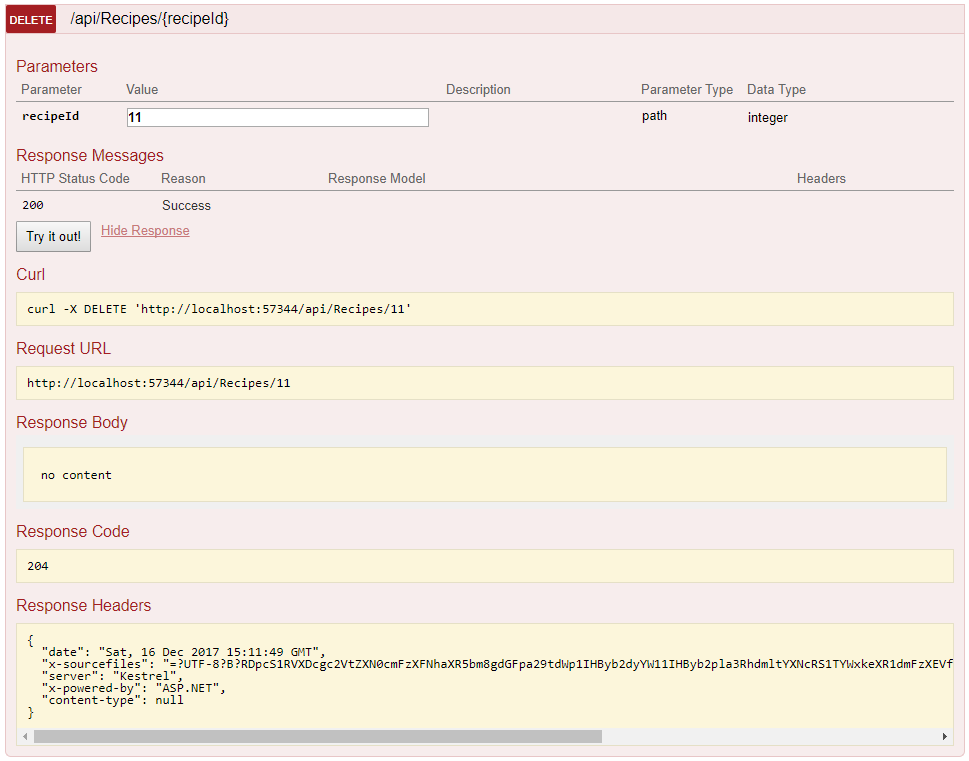 DELETE /api/Recipes/{recipeId}
Parameters
Parameter Value Description Parameter Type Data Type
recipeId 11 path integer
Response Messages
HTTP Status Code Reason Response Model Headers
200 Success
Try it out! Hide Response
Curl
curl -X DELETE 'http://localhost:57344/api/Recipes/11'
Request URL
http://localhost:57344/api/Recipes/11
Response Body
no content
Response Code
204
Response Headers
{
"date": "Sat, 16 Dec 2017 15:11:49 GMT",
"x-sourcefiles": "=?UTF-8?B?RDpcS1RVXDcgc2VtZXN0cmFzXFNhaXR5bm8gdGFpa29tdWp1IHByb2dyYW11IHByb2pla3RhdmltYXNcRS1TYWxkeXR1dmFzXEVf
"server": "Kestrel",
"x-powered-by": "ASP.NET",
"content-type": null
}